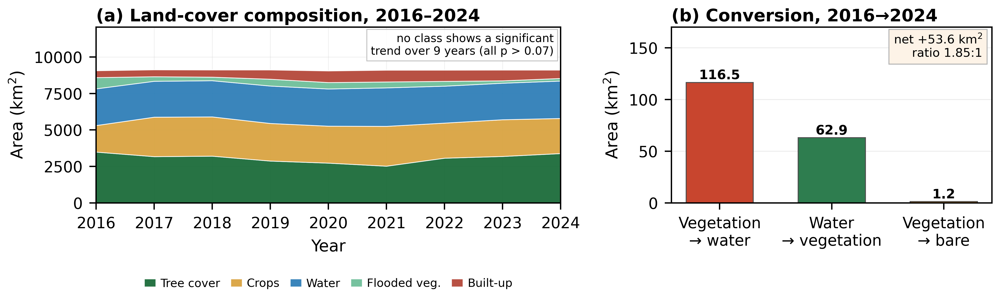 (a) Land-cover composition, 2016–2024
no class shows a significant
trend over 9 years (all p > 0.07)
Area (km²)
10000
7500
5000
2500
0
2016 2017 2018 2019 2020 2021 2022 2023 2024
Year
Tree cover Crops Water Flooded veg. Built-up
(b) Conversion, 2016→2024
net +53.6 km²
ratio 1.85:1
Area (km²)
150
100
50
0
116.5
62.9
1.2
Vegetation
→ water
Water
→ vegetation
Vegetation
→ bare